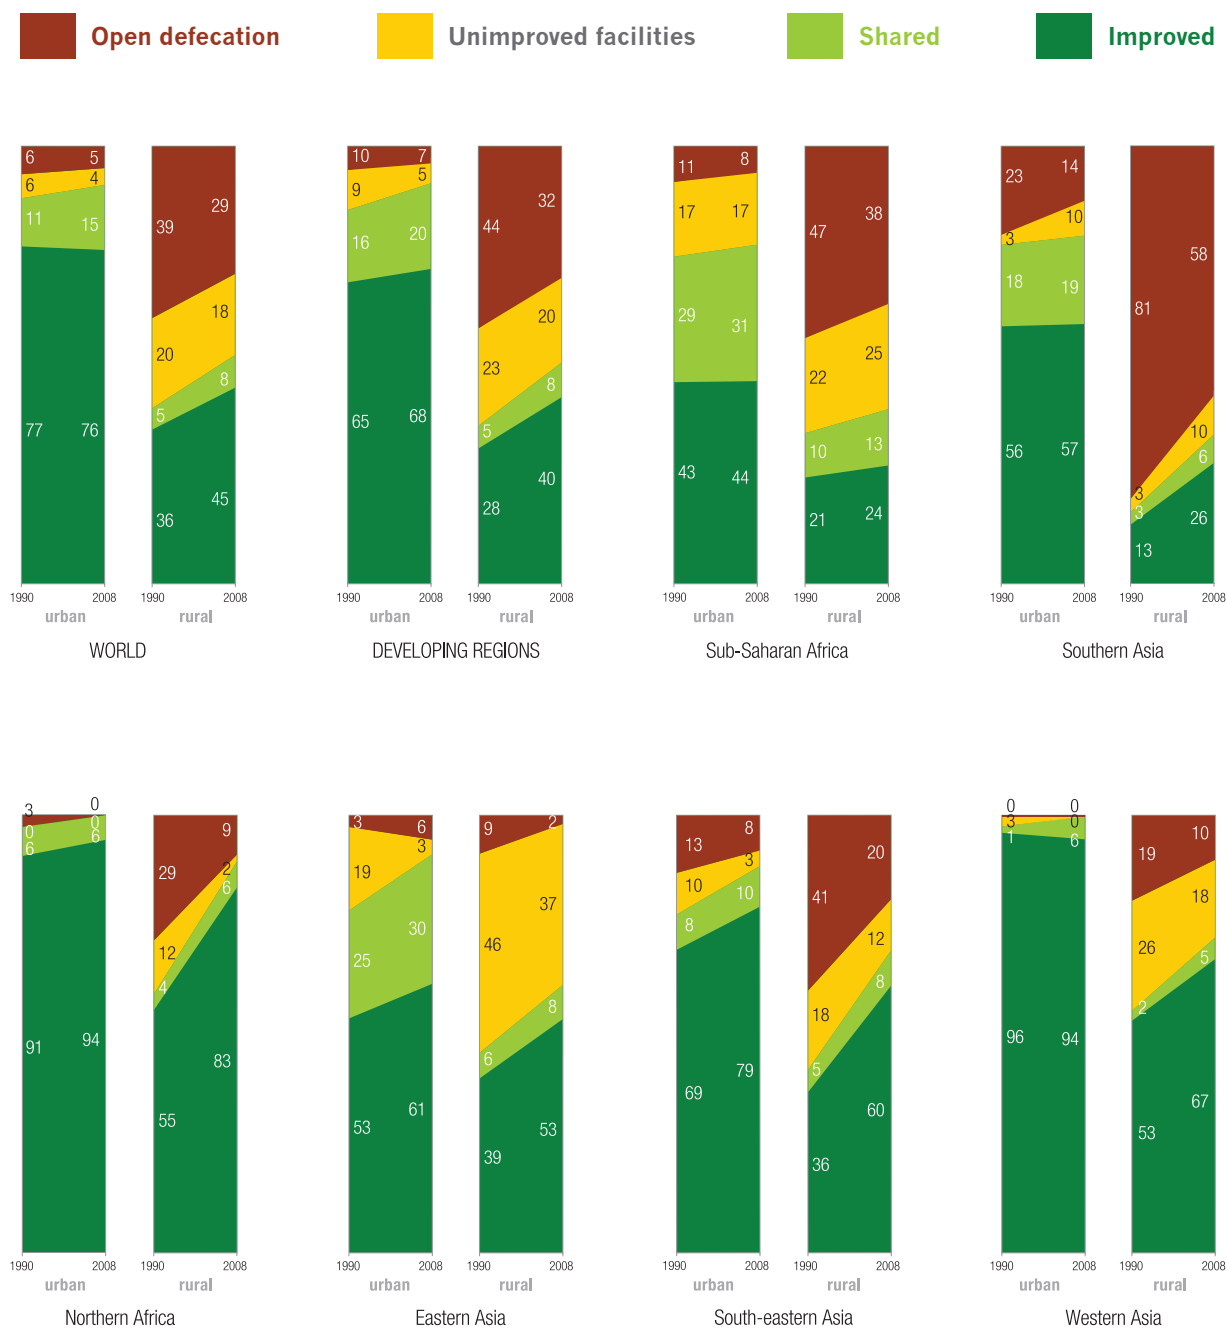 Open defecation Unimproved facilities Shared Improved
6 5 10 7 11 8 23 14
6 4 9 5 17 17 3 10
11 15 39 29 16 20 44 32 29 31 47 38 18 19 81 58
20 18 23 20 22 25 3 10
5 8 5 8 10 13 3 6
77 76 36 45 65 68 28 40 43 44 21 24 56 57 13 26
1990 2008 1990 2008 1990 2008 1990 2008 1990 2008 1990 2008 1990 2008 1990 2008
urban rural urban rural urban rural urban rural
WORLD DEVELOPING REGIONS Sub-Saharan Africa Southern Asia
3 0 29 9 3 6 9 2 13 8 41 20 0 0 19 10
0 0 12 2 19 3 46 37 10 3 18 12 3 0 26 18
6 6 4 6 25 30 6 8 8 10 5 8 1 6 2 5
91 94 55 83 53 61 39 53 69 79 36 60 96 94 53 67
1990 2008 1990 2008 1990 2008 1990 2008 1990 2008 1990 2008 1990 2008 1990 2008
urban rural urban rural urban rural urban rural
Northern Africa Eastern Asia South-eastern Asia Western Asia